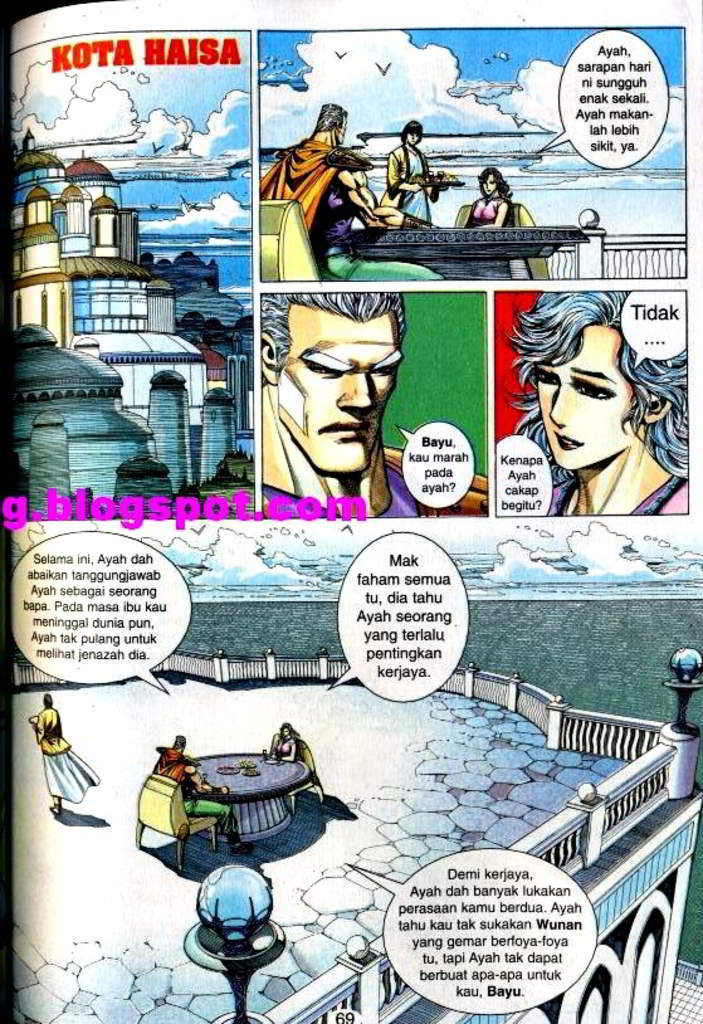 KOTA HAISA
Ayah,
sarapan hari
ni sungguh
enak sekali.
Ayah makan-
lah lebih
sikit, ya.
Bayu,
kau marah
pada
ayah?
Tidak
....
Kenapa
Ayah
cakap
begitu?
g.blogspot.com
Selama ini, Ayah dah
abaikan tanggungjawab
Ayah sebagai seorang
bapa. Pada masa ibu kau
meninggal dunia pun,
Ayah tak pulang untuk
melihat jenazah dia.
Mak
faham semua
tu, dia tahu
Ayah seorang
yang terlalu
pentingkan
kerjaya.
Demi kerjaya,
Ayah dah banyak lukakan
perasaan kamu berdua. Ayah
tahu kau tak sukakan Wunan
yang gemar berfoya-foya
tu, tapi Ayah tak dapat
berbuat apa-apa untuk
kau, Bayu.
69